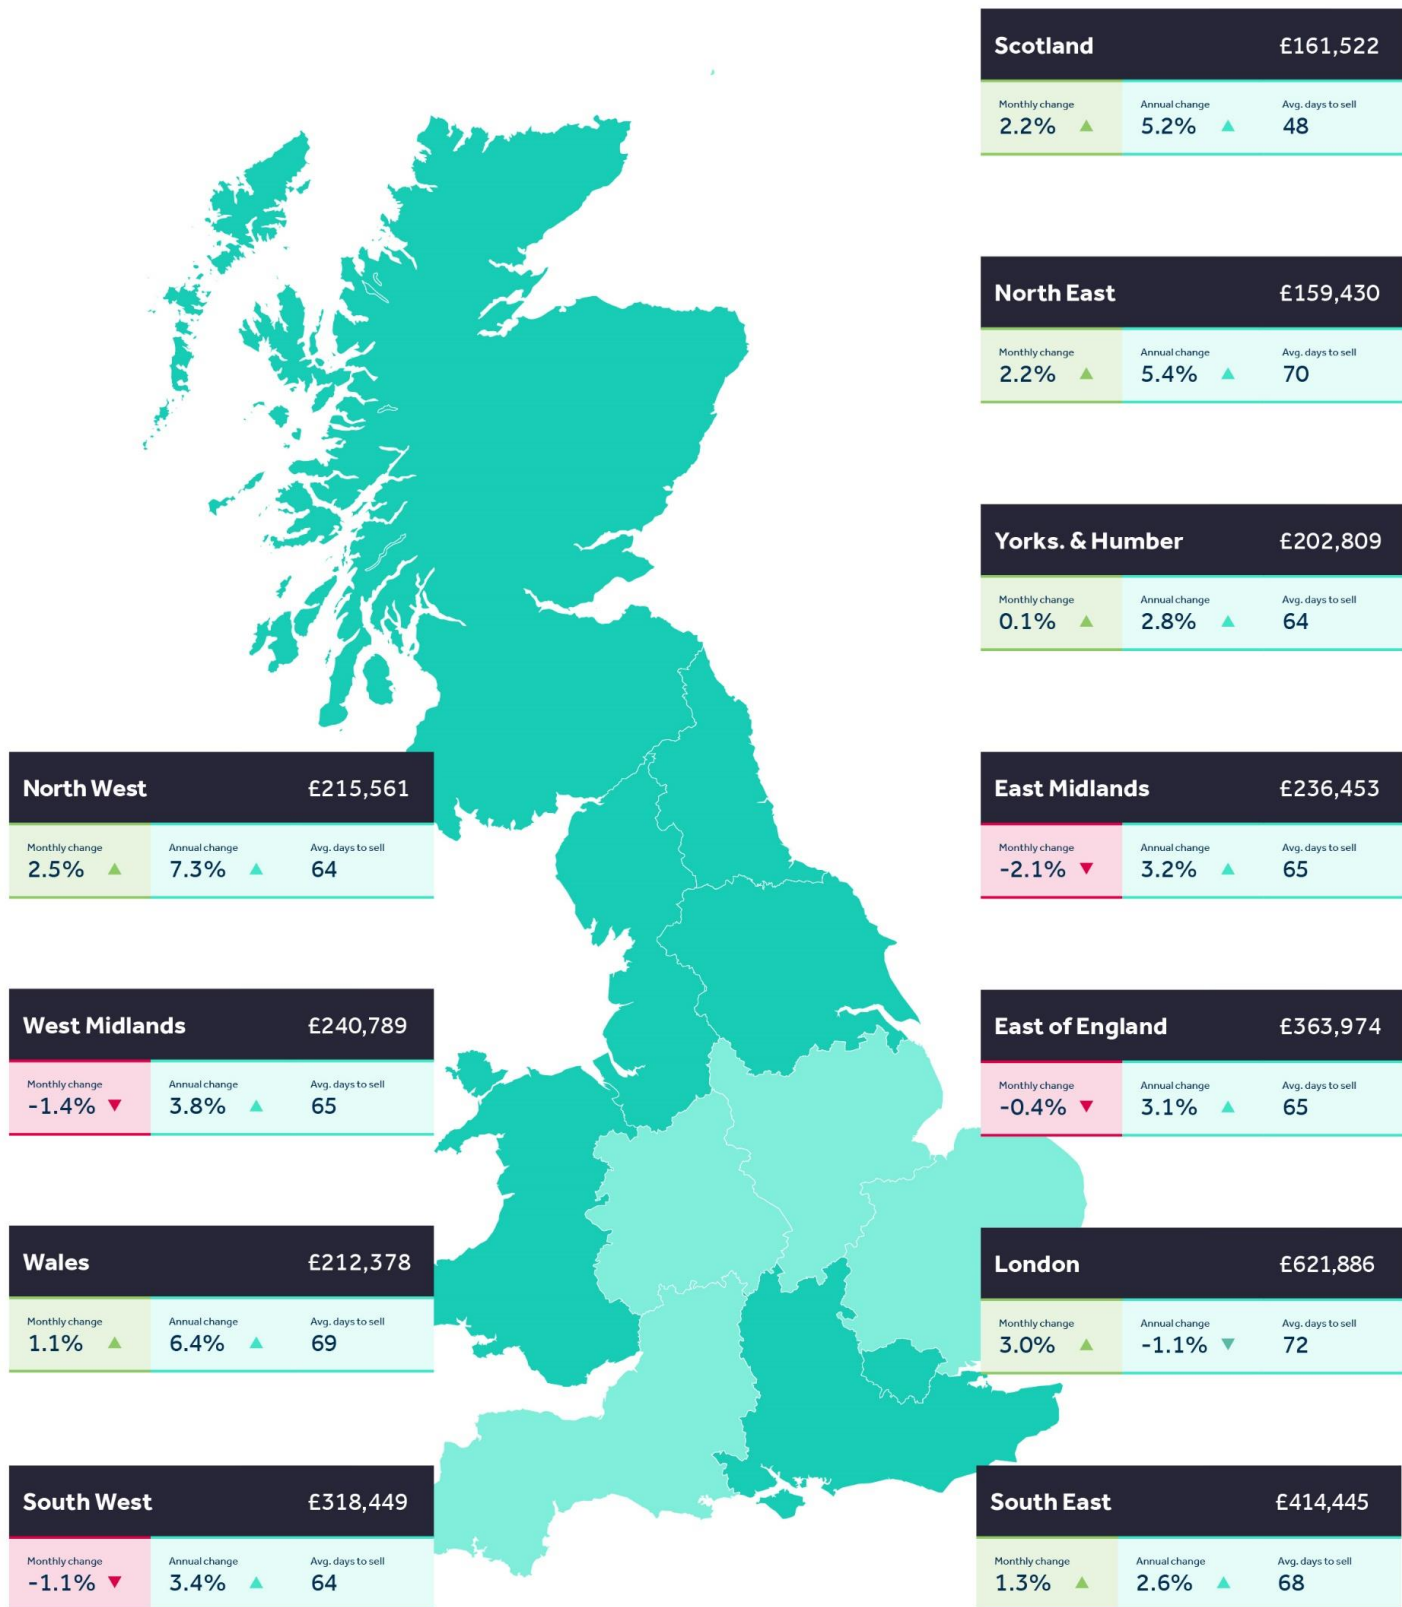 Scotland £161,522
Monthly change Annual change Avg. days to sell
2.2% 5.2% 48
North East £159,430
Monthly change Annual change Avg. days to sell
2.2% 5.4% 70
Yorks. & Humber £202,809
Monthly change Annual change Avg. days to sell
0.1% 2.8% 64
North West £215,561
Monthly change Annual change Avg. days to sell
2.5% 7.3% 64
East Midlands £236,453
Monthly change Annual change Avg. days to sell
-2.1% 3.2% 65
West Midlands £240,789
Monthly change Annual change Avg. days to sell
-1.4% 3.8% 65
East of England £363,974
Monthly change Annual change Avg. days to sell
-0.4% 3.1% 65
Wales £212,378
Monthly change Annual change Avg. days to sell
1.1% 6.4% 69
London £621,886
Monthly change Annual change Avg. days to sell
3.0% -1.1% 72
South West £318,449
Monthly change Annual change Avg. days to sell
-1.1% 3.4% 64
South East £414,445
Monthly change Annual change Avg. days to sell
1.3% 2.6% 68